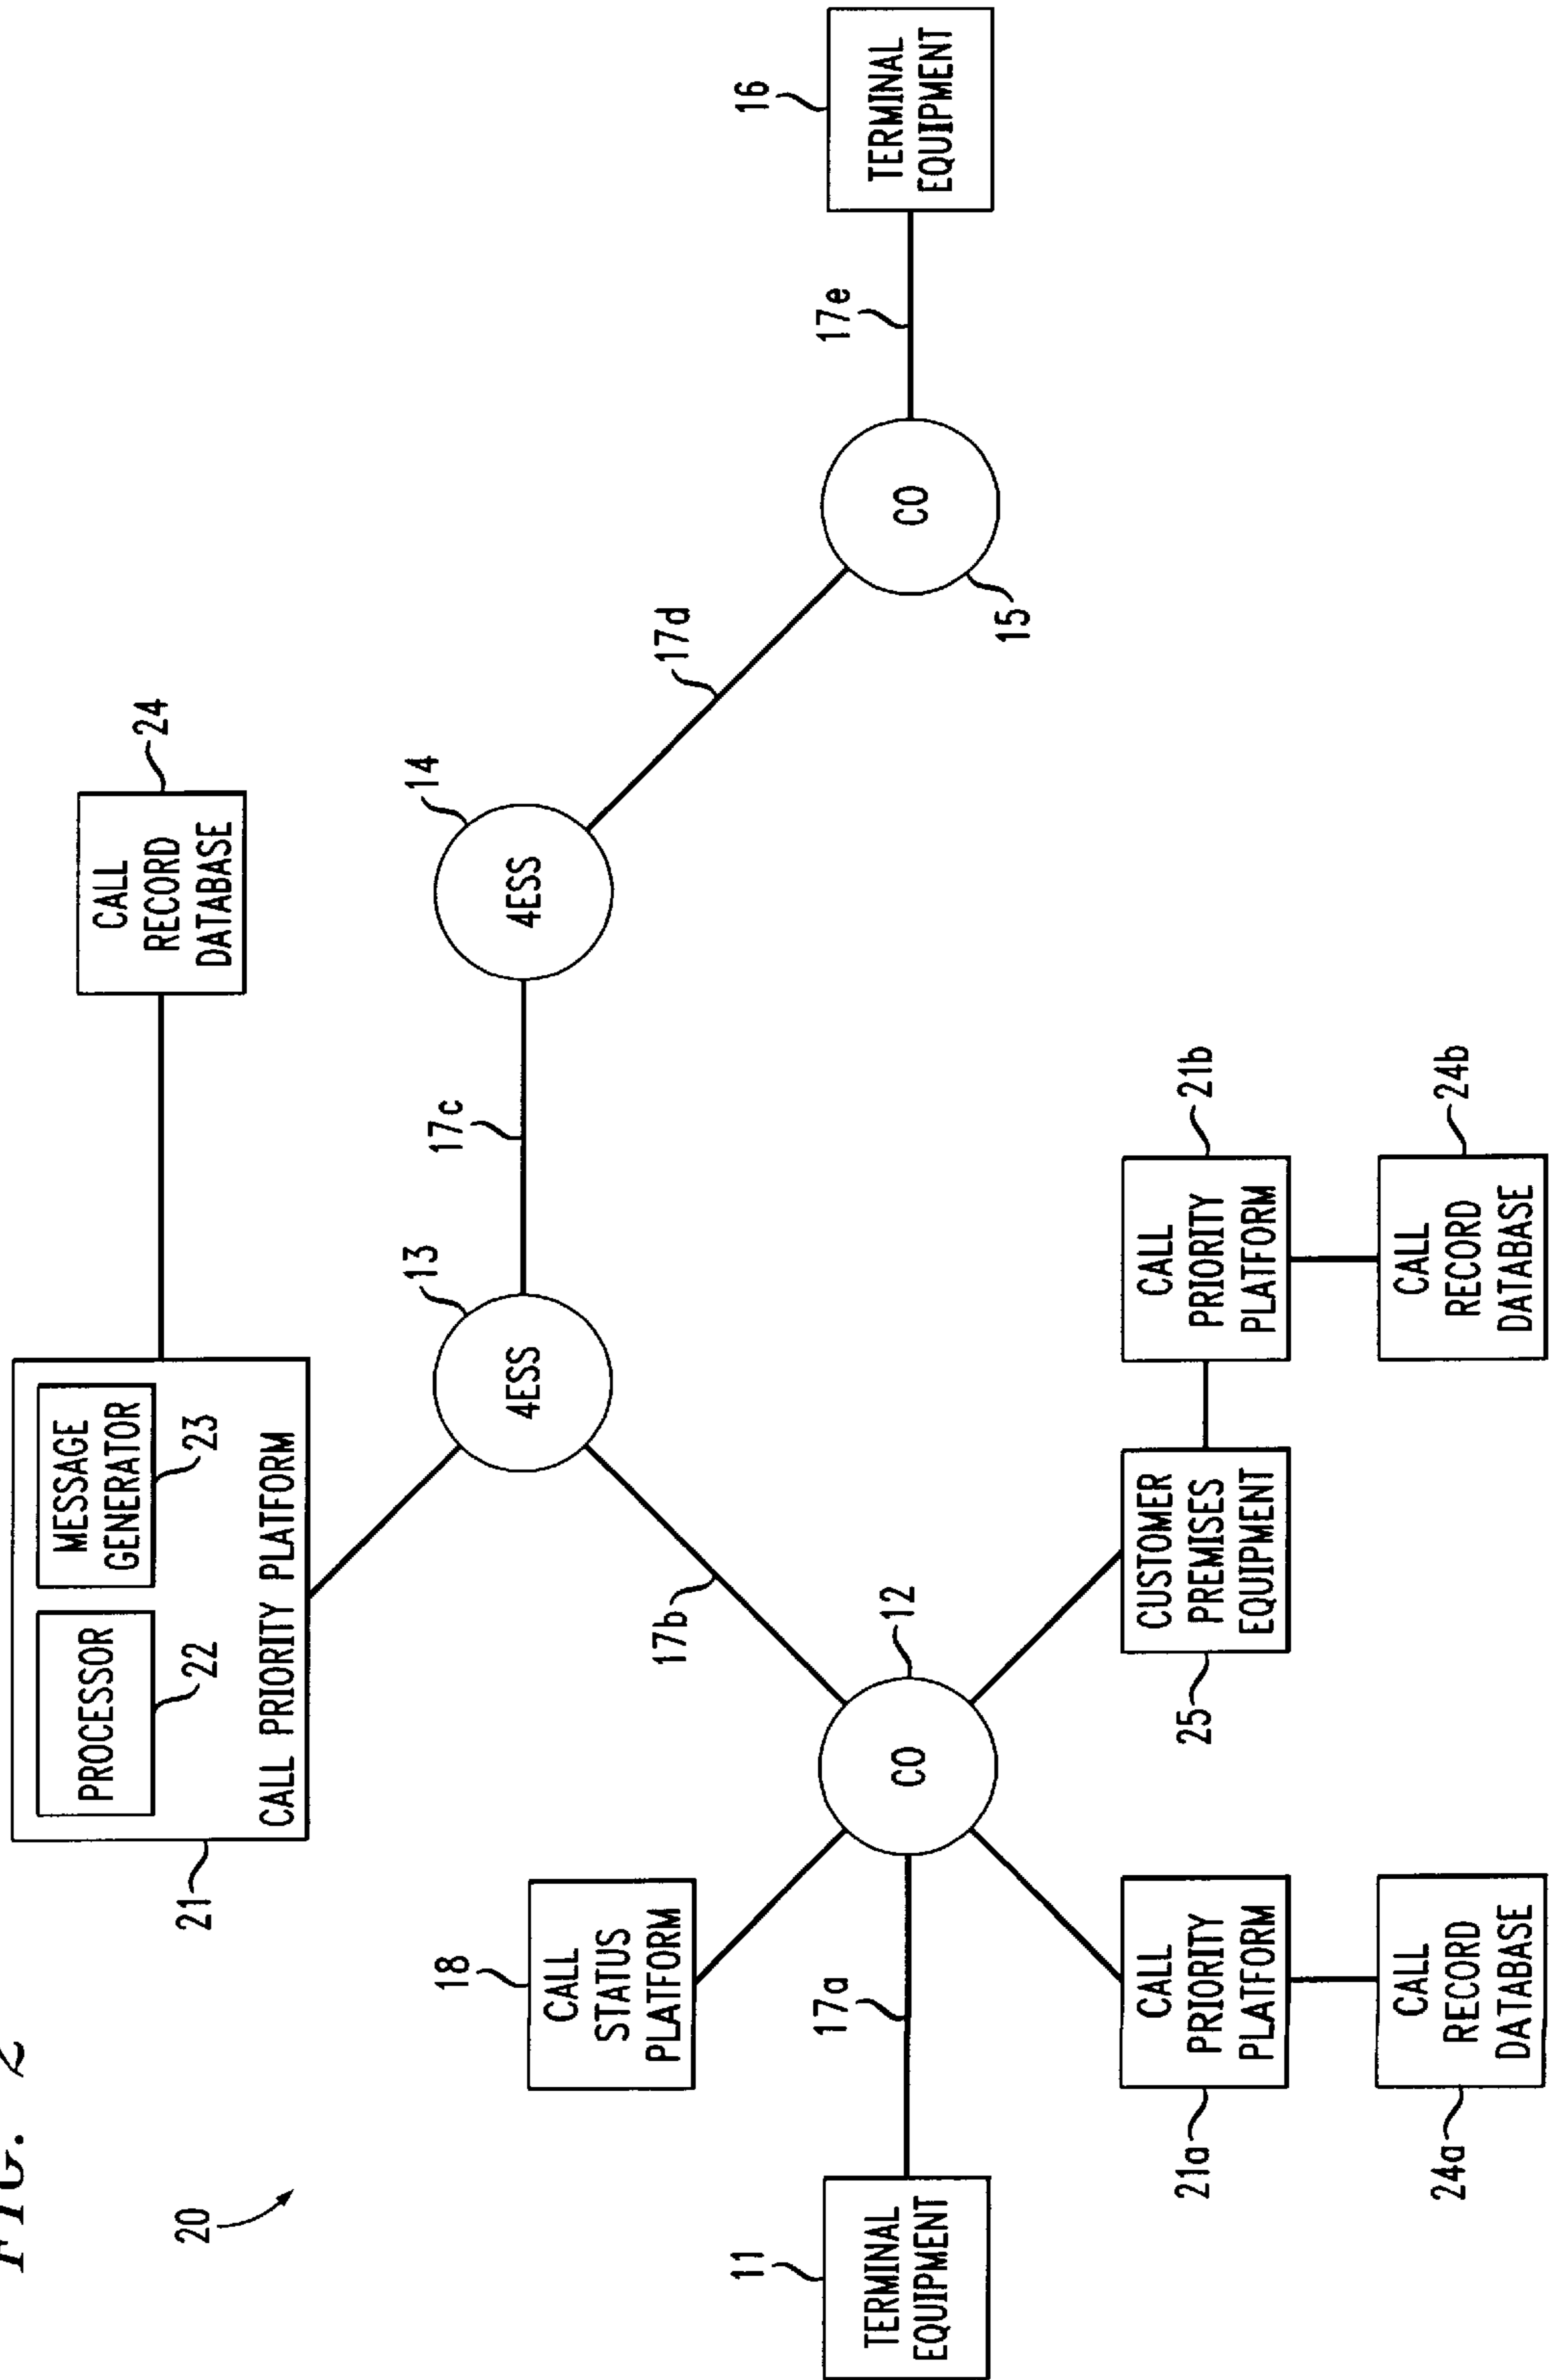 FIG. 2
20
21
PROCESSOR
22
MESSAGE
GENERATOR
23
CALL PRIORITY PLATFORM
CALL
RECORD
DATABASE
24
18
CALL
STATUS
PLATFORM
4ESS
13
17c
4ESS
14
17b
17d
11
TERMINAL
EQUIPMENT
17a
CO
12
CO
15
17e
16
TERMINAL
EQUIPMENT
21a
CALL
PRIORITY
PLATFORM
25
CUSTOMER
PREMISES
EQUIPMENT
CALL
PRIORITY
PLATFORM
21b
24a
CALL
RECORD
DATABASE
CALL
RECORD
DATABASE
24b